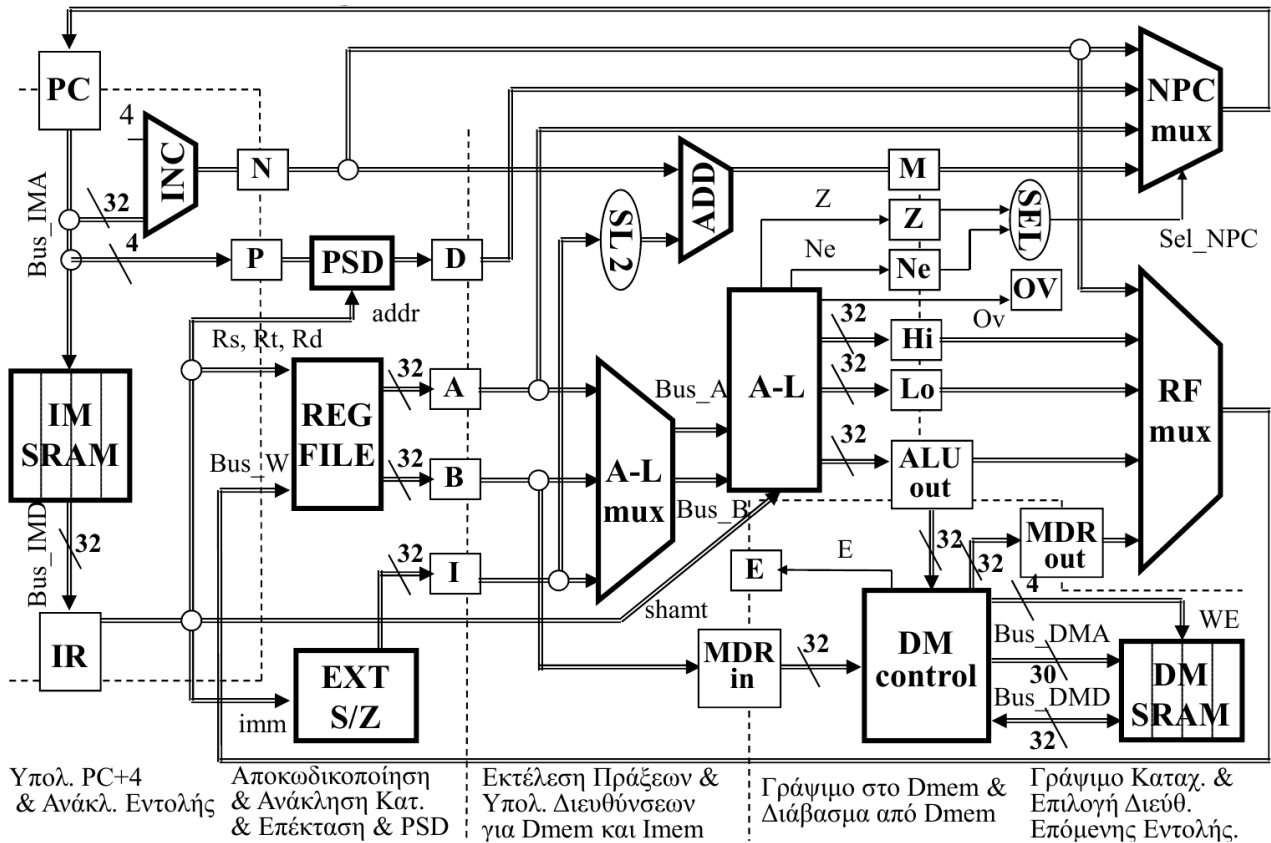 PC
4
INC
N
NPC
mux
ADD
M
32
Bus_IMA
4
P
PSD
D
SL 2
Z
Z
SEL
Sel_NPC
Ne
Ne
OV
Ov
addr
Rs, Rt, Rd
IM
SRAM
REG
FILE
32
A
32
B
Bus_W
A-L
mux
Bus_A
Bus_B
A-L
32
Hi
32
Lo
32
ALU
out
RF
mux
Bus_IMD
32
IR
32
I
shamt
E
E
32
32
MDR
out
4
WE
EXT
S/Z
imm
MDR
in
32
DM
control
Bus_DMA
30
Bus_DMD
32
DM
SRAM
Υπολ. PC+4
& Ανάκλ. Εντολής
Αποκωδικοποίηση
& Ανάκληση Κατ.
& Επέκταση & PSD
Εκτέλεση Πράξεων &
Υπολ. Διευθύνσεων
για Dmem και Imem
Γράψιμο στο Dmem &
Διάβασμα από Dmem
Γράψιμο Καταχ. &
Επιλογή Διεύθ.
Επόμενης Εντολής.